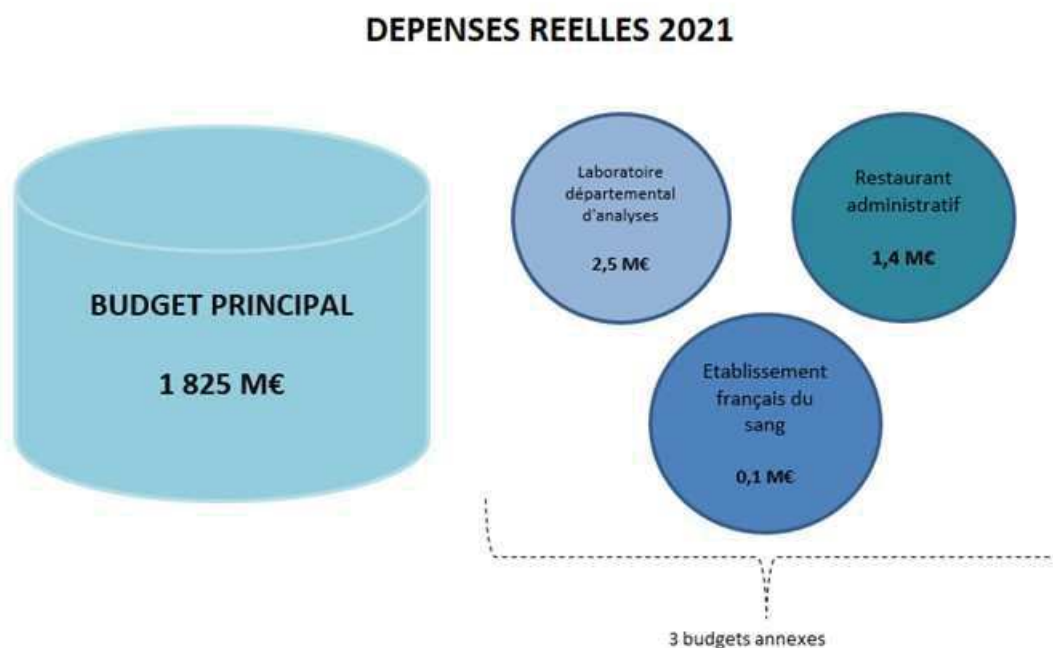 DEPENSES REELLES 2021
BUDGET PRINCIPAL
1 825 M€
Laboratoire
départemental
d'analyses
2,5 M€
Restaurant
administratif
1,4 M€
Etablissement
français du
sang
0,1 M€
3 budgets annexes